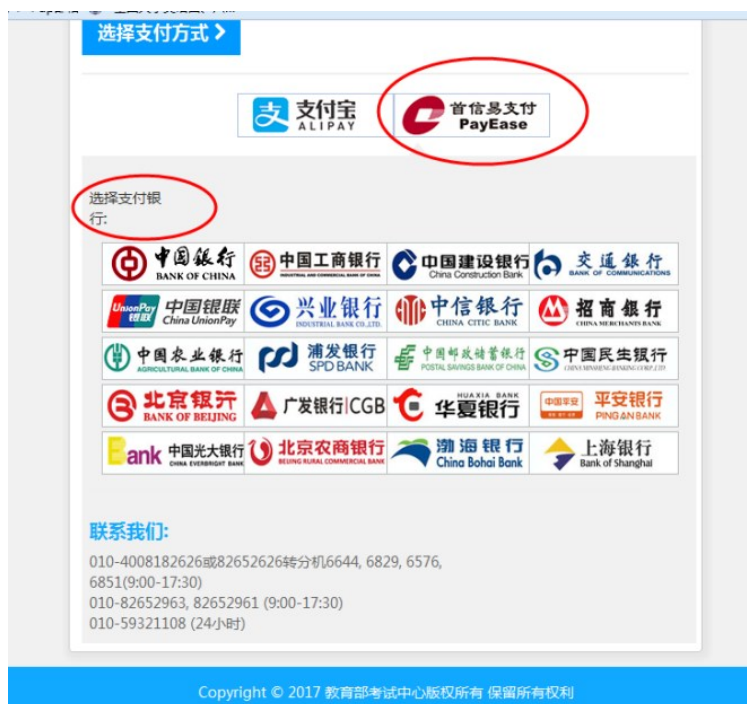 选择支付方式
支付宝
ALIPAY
首信易支付
PayEase
选择支付银
行:
中国银行
BANK OF CHINA
中国工商银行
INDUSTRIAL AND COMMERCIAL BANK OF CHINA
中国建设银行
China Construction Bank
交通银行
BANK OF COMMUNICATIONS
UnionPay
银联
中国银联
China UnionPay
兴业银行
INDUSTRIAL BANK CO.,LTD.
中信银行
CHINA CITIC BANK
招商银行
CHINA MERCHANTS BANK
中国农业银行
AGRICULTURAL BANK OF CHINA
浦发银行
SPD BANK
中国邮政储蓄银行
POSTAL SAVINGS BANK OF CHINA
中国民生银行
CHINA MINSHENG BANKING CORP.,LTD
北京银行
BANK OF BEIJING
广发银行|CGB
HUAXIA BANK
华夏银行
中国平安
平安银行
PING AN BANK
Bank
中国光大银行
CHINA EVERBRIGHT BANK
北京农商银行
BEIJING RURAL COMMERCIAL BANK
渤海银行
China Bohai Bank
上海银行
Bank of Shanghai
联系我们:
010-4008182626或82652626转分机6644, 6829, 6576,
6851(9:00-17:30)
010-82652963, 82652961 (9:00-17:30)
010-59321108 (24小时)
Copyright © 2017 教育部考试中心版权所有 保留所有权利